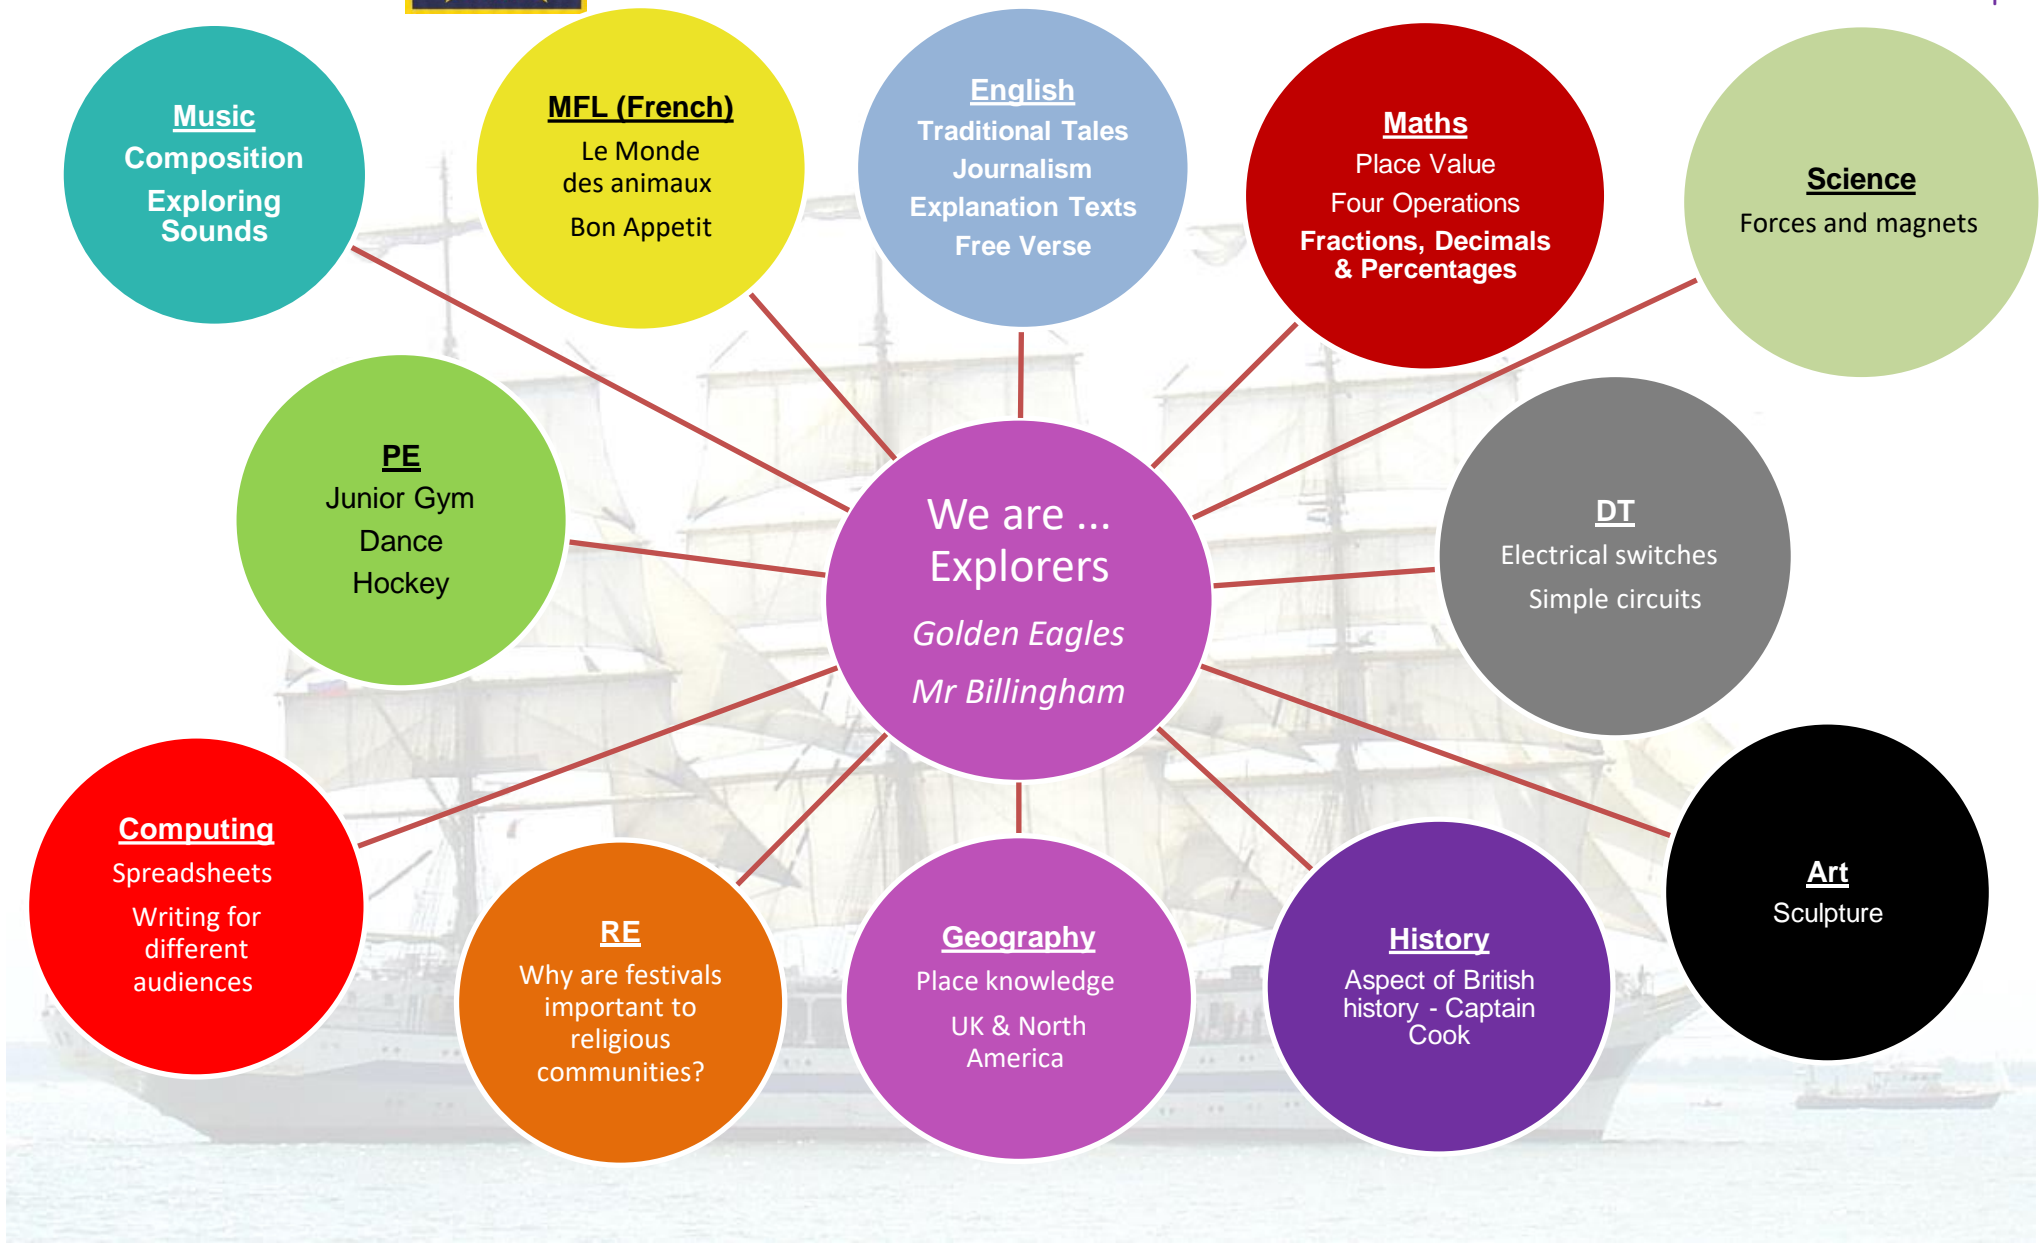 Music
Composition
Exploring
Sounds
MFL (French)
Le Monde
des animaux
Bon Appetit
English
Traditional Tales
Journalism
Explanation Texts
Free Verse
Maths
Place Value
Four Operations
Fractions, Decimals
& Percentages
Science
Forces and magnets
PE
Junior Gym
Dance
Hockey
We are ...
Explorers
Golden Eagles
Mr Billingham
DT
Electrical switches
Simple circuits
Computing
Spreadsheets
Writing for
different
audiences
RE
Why are festivals
important to
religious
communities?
Geography
Place knowledge
UK & North
America
History
Aspect of British
history - Captain
Cook
Art
Sculpture